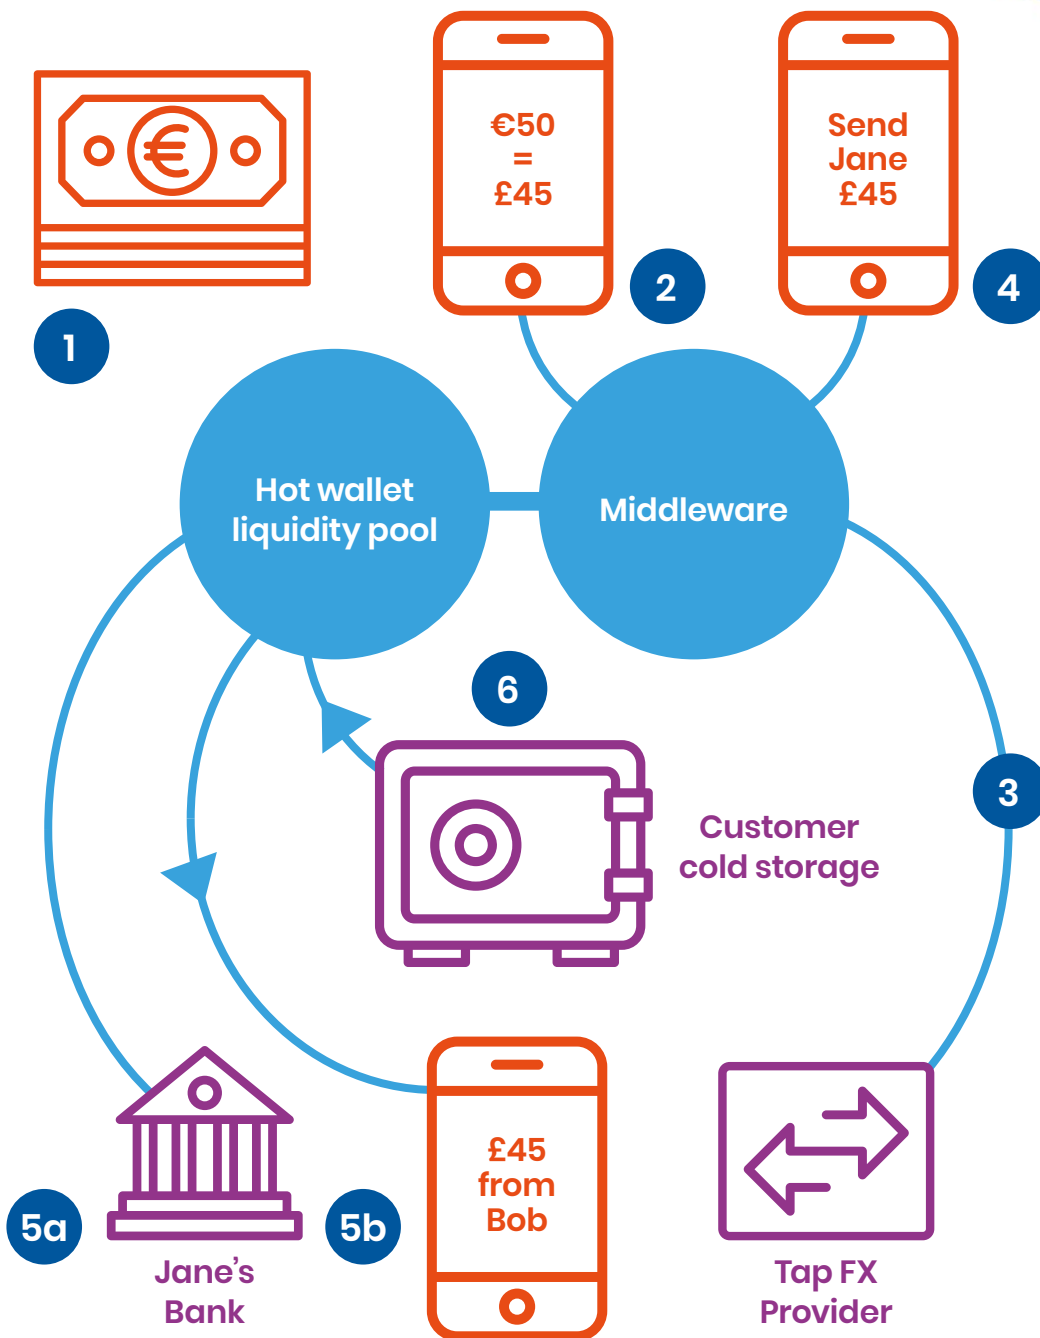 €
1
€50
=
£45
2
Send
Jane
£45
4
Hot wallet
liquidity pool
Middleware
6
Customer
cold storage
3
5a
Jane's
Bank
5b
£45
from
Bob
Tap FX
Provider